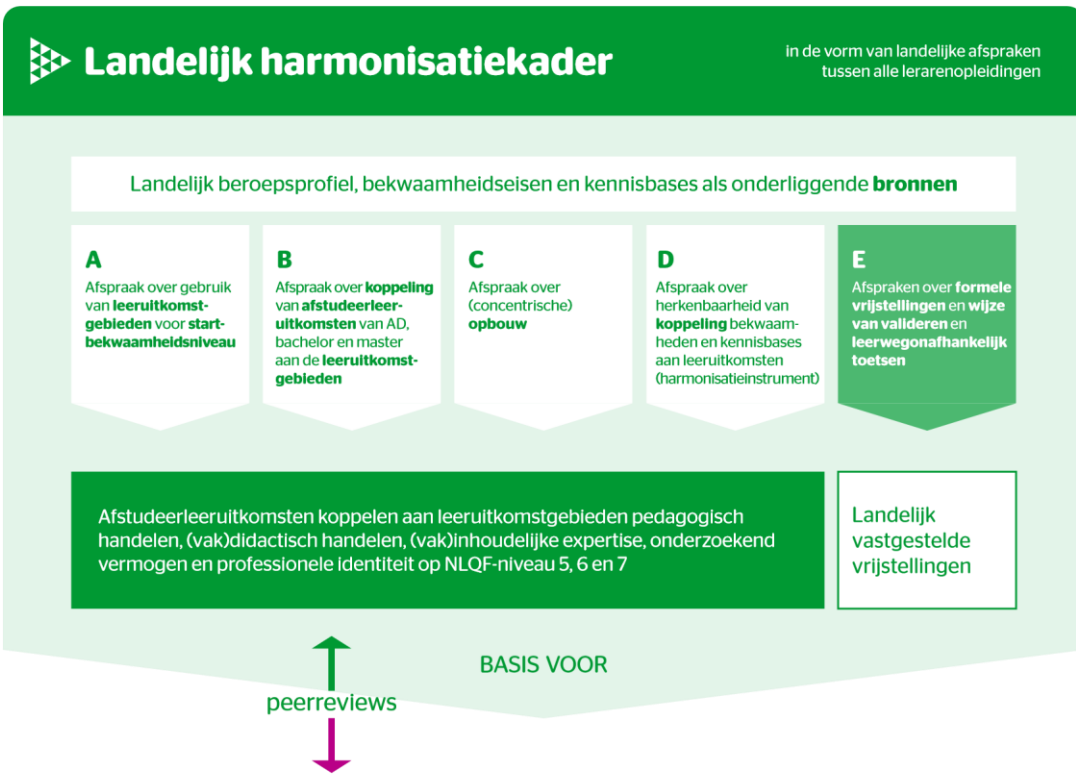 Landelijk harmonisatiekader
in de vorm van landelijke afspraken
tussen alle lerarenopleidingen
Landelijk beroepsprofiel, bekwaamheidseisen en kennisbases als onderliggende bronnen
A
Afspraak over gebruik
van leeruitkomst-
gebieden voor start-
bekwaamheidsniveau
B
Afspraak over koppeling
van afstudeerleer-
uitkomsten van AD,
bachelor en master
aan de leeruitkomst-
gebieden
C
Afspraak over
(concentrische)
opbouw
D
Afspraak over
herkenbaarheid van
koppeling bekwaam-
heden en kennisbases
aan leeruitkomsten
(harmonisatieinstrument)
E
Afspraken over formele
vrijstellingen en wijze
van valideren en
leerwegonafhankelijk
toetsen
Afstudeerleeruitkomsten koppelen aan leeruitkomstgebieden pedagogisch
handelen, (vak)didactisch handelen, (vak)inhoudelijke expertise, onderzoekend
vermogen en professionele identiteit op NLQF-niveau 5, 6 en 7
Landelijk
vastgestelde
vrijstellingen
BASIS VOOR
peerreviews